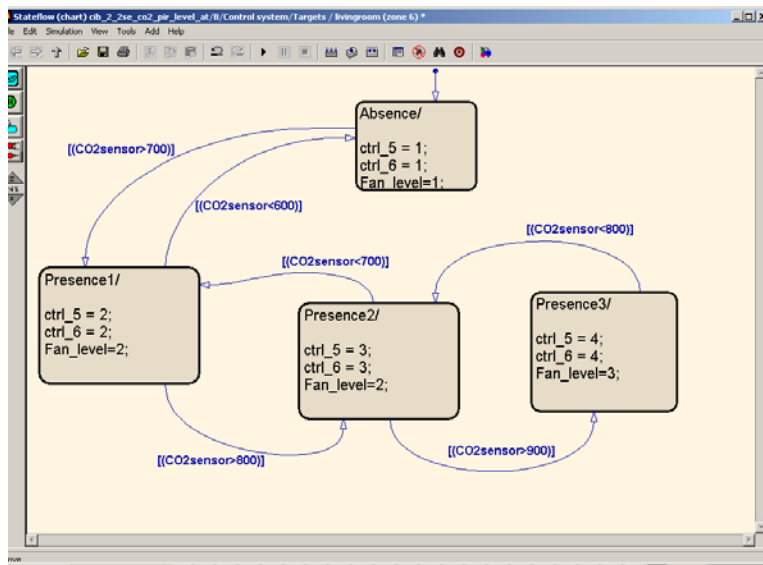 Stateflow (chart) cib_2_2se_co2_pir_level_at/B/Control system/Targets / livingroom (zone 6) *
Edit Simulation View Tools Add Help
Absence/
ctrl_5 = 1;
ctrl_6 = 1;
Fan_level=1;
[(CO2sensor>700)]
[(CO2sensor<600)]
[(CO2sensor<800)]
[(CO2sensor<700)]
Presence1/
ctrl_5 = 2;
ctrl_6 = 2;
Fan_level=2;
Presence2/
ctrl_5 = 3;
ctrl_6 = 3;
Fan_level=2;
Presence3/
ctrl_5 = 4;
ctrl_6 = 4;
Fan_level=3;
[(CO2sensor>800)]
[(CO2sensor>900)]